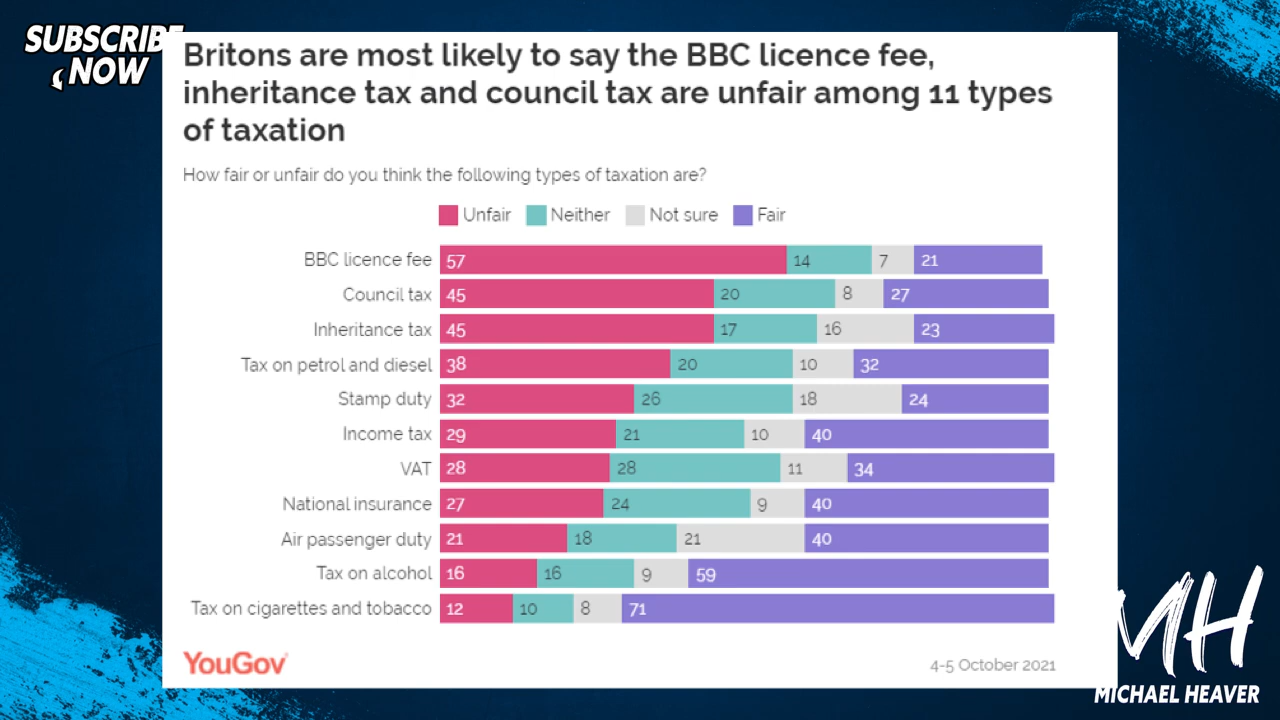 SUBSCRIBE
NOW
Britons are most likely to say the BBC licence fee,
inheritance tax and council tax are unfair among 11 types
of taxation
How fair or unfair do you think the following types of taxation are?
Unfair Neither Not sure Fair
BBC licence fee 57 14 7 21
Council tax 45 20 8 27
Inheritance tax 45 17 16 23
Tax on petrol and diesel 38 20 10 32
Stamp duty 32 26 18 24
Income tax 29 21 10 40
VAT 28 28 11 34
National insurance 27 24 9 40
Air passenger duty 21 18 21 40
Tax on alcohol 16 16 9 59
Tax on cigarettes and tobacco 12 10 8 71
YouGov 4-5 October 2021
MH
MICHAEL HEAVER